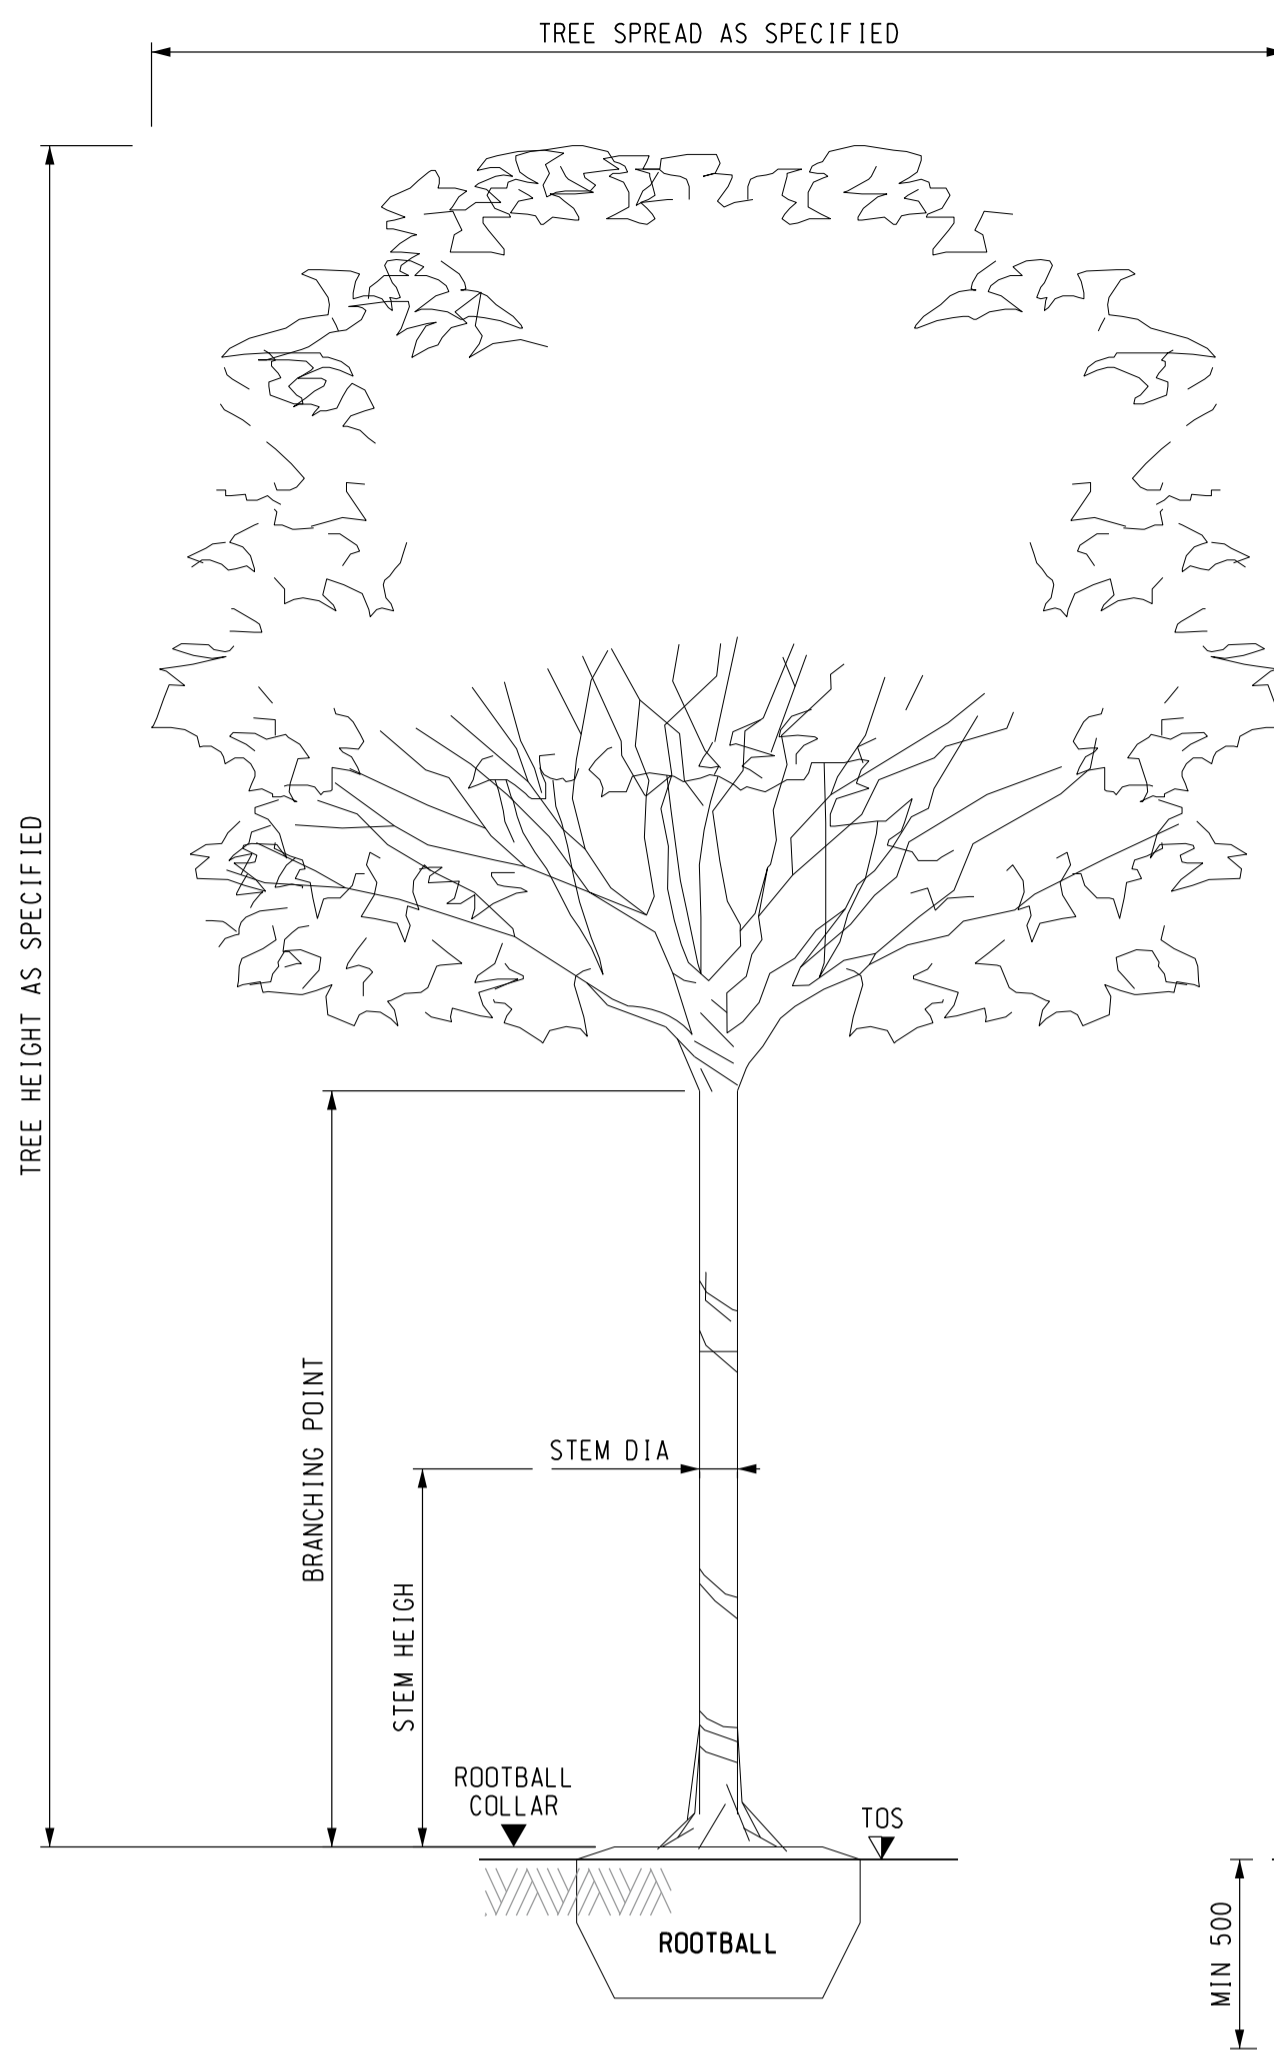 TREE SPREAD AS SPECIFIED
TREE HEIGHT AS SPECIFIED
BRANCHING POINT
STEM DIA
STEM HEIGH
ROOTBALL
COLLAR
TOS
ROOTBALL
MIN 500